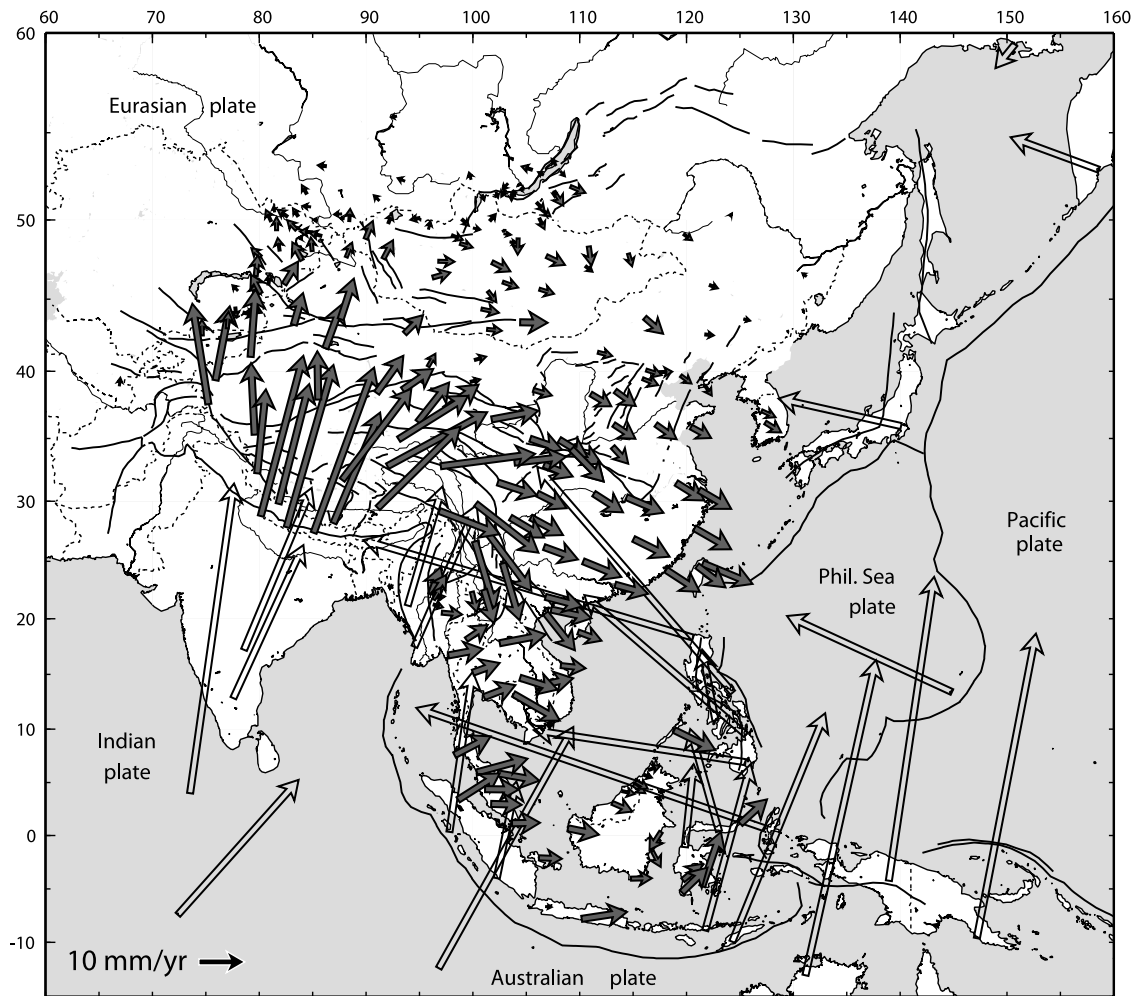 60 70 80 90 100 110 120 130 140 150 160
60
Eurasian plate
50
40
30
Pacific
plate
Phil. Sea
plate
20
10
Indian
plate
0
-10
10 mm/yr
Australian plate